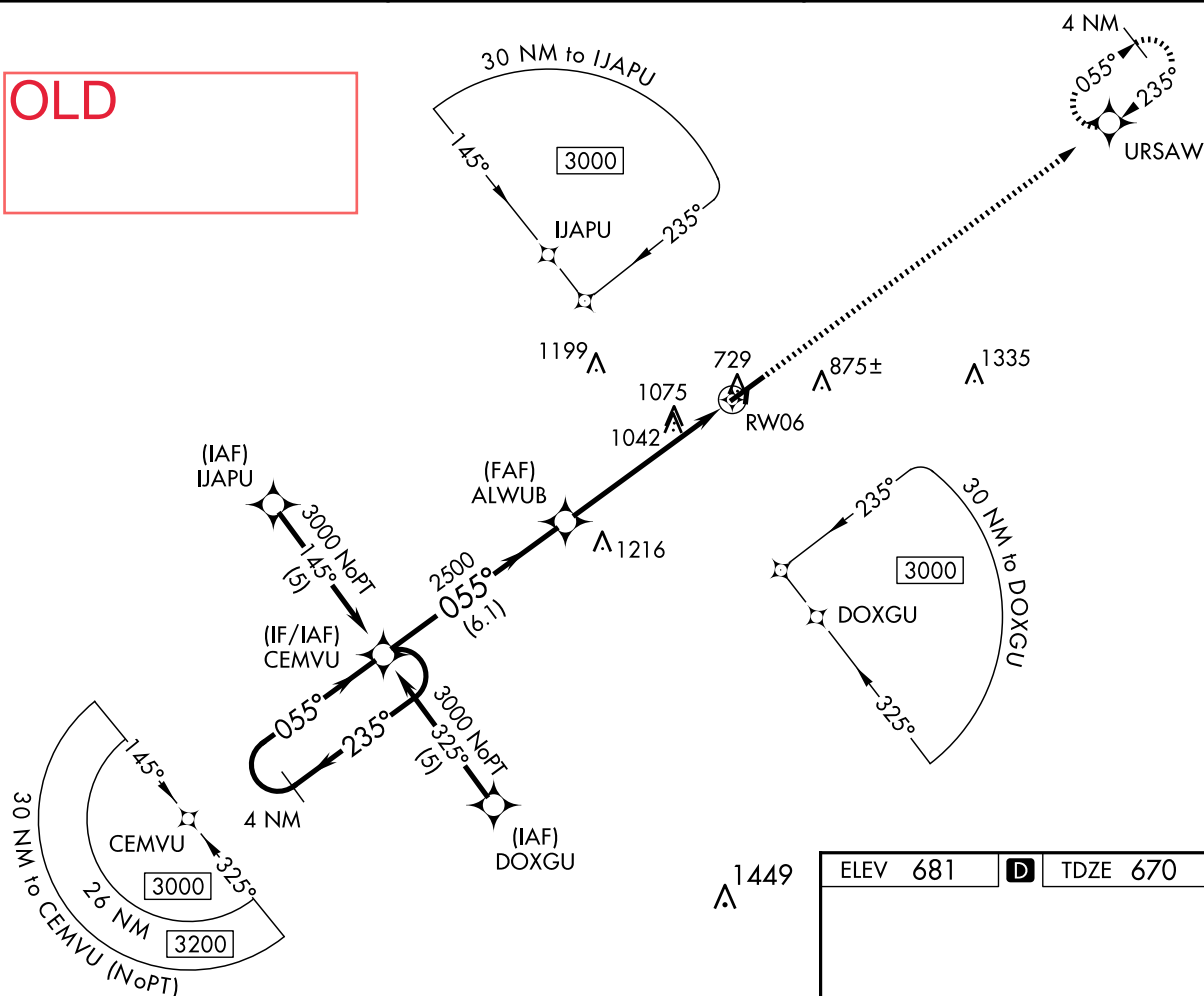 OLD
30 NM to IJAPU
145°
3000
235°
IJAPU
4 NM
055°
235°
URSAW
1199
729
875±
1335
1075
1042
RW06
(IAF)
IJAPU
3000 NoPT
145°
(5)
(FAF)
ALWUB
1216
2500
055°
(6.1)
(IF/IAF)
CEMVU
055°
235°
4 NM
3000 NoPT
325°
(5)
(IAF)
DOXGU
235°
30 NM to DOXGU
3000
DOXGU
325°
145°
CEMVU
325°
3000
26 NM
3200
30 NM to CEMVU (NoPT)
1449
ELEV 681 D TDZE 670